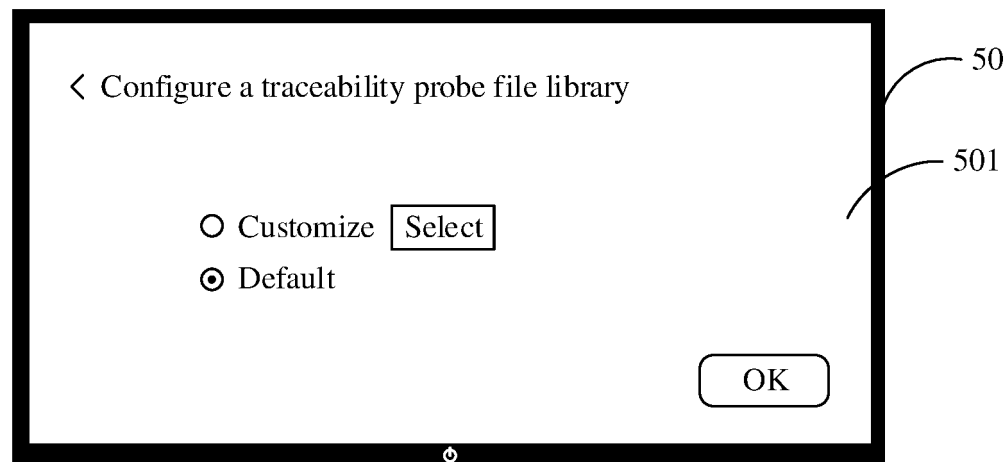 < Configure a traceability probe file library
50
501
Customize Select
Default
OK